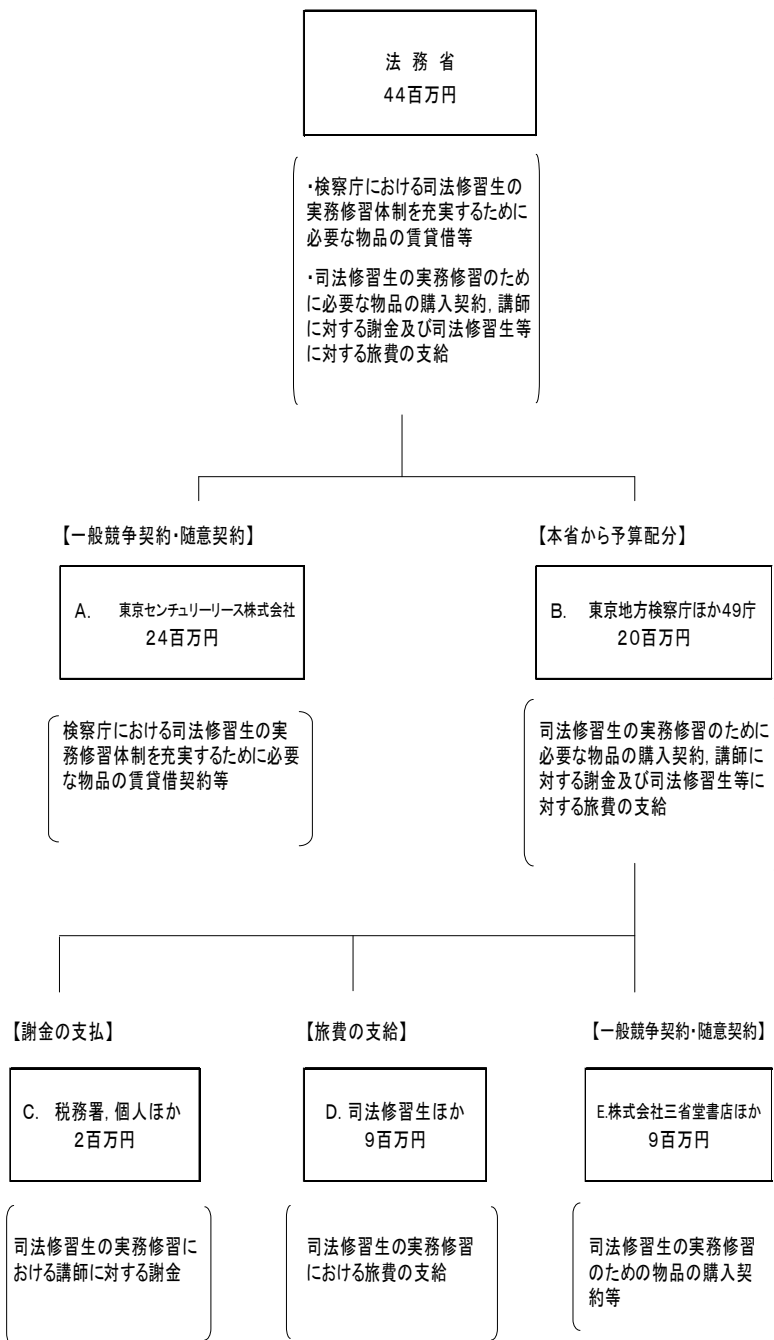 法 務 省
44百万円
・検察庁における司法修習生の
実務修習体制を充実するために
必要な物品の賃貸借等
・司法修習生の実務修習のため
に必要な物品の購入契約，講師
に対する謝金及び司法修習生等
に対する旅費の支給
【一般競争契約・随意契約】
【本省から予算配分】
A. 東京センチュリーリース株式会社
24百万円
B. 東京地方検察庁ほか49庁
20百万円
検察庁における司法修習生の実
務修習体制を充実するために必要
な物品の賃貸借契約等
司法修習生の実務修習のために
必要な物品の購入契約，講師に
対する謝金及び司法修習生等に
対する旅費の支給
【謝金の支払】
【旅費の支給】
【一般競争契約・随意契約】
C. 税務署，個人ほか
2百万円
D. 司法修習生ほか
9百万円
E.株式会社三省堂書店ほか
9百万円
司法修習生の実務修習に
おける講師に対する謝金
司法修習生の実務修習
における旅費の支給
司法修習生の実務修習
のための物品の購入契
約等